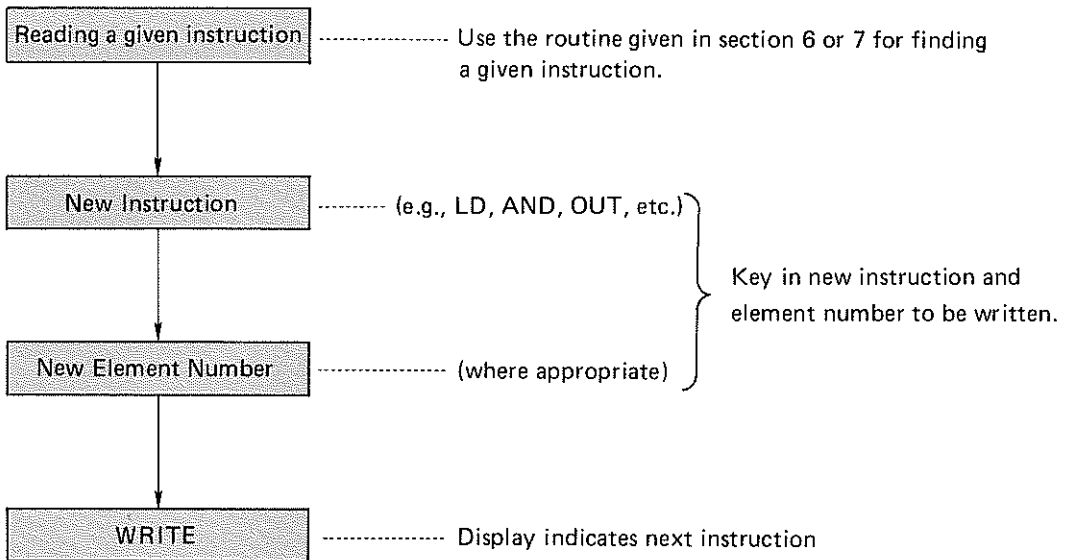 Reading a given instruction
Use the routine given in section 6 or 7 for finding
a given instruction.
New Instruction
(e.g., LD, AND, OUT, etc.)
Key in new instruction and
element number to be written.
New Element Number
(where appropriate)
WRITE
Display indicates next instruction